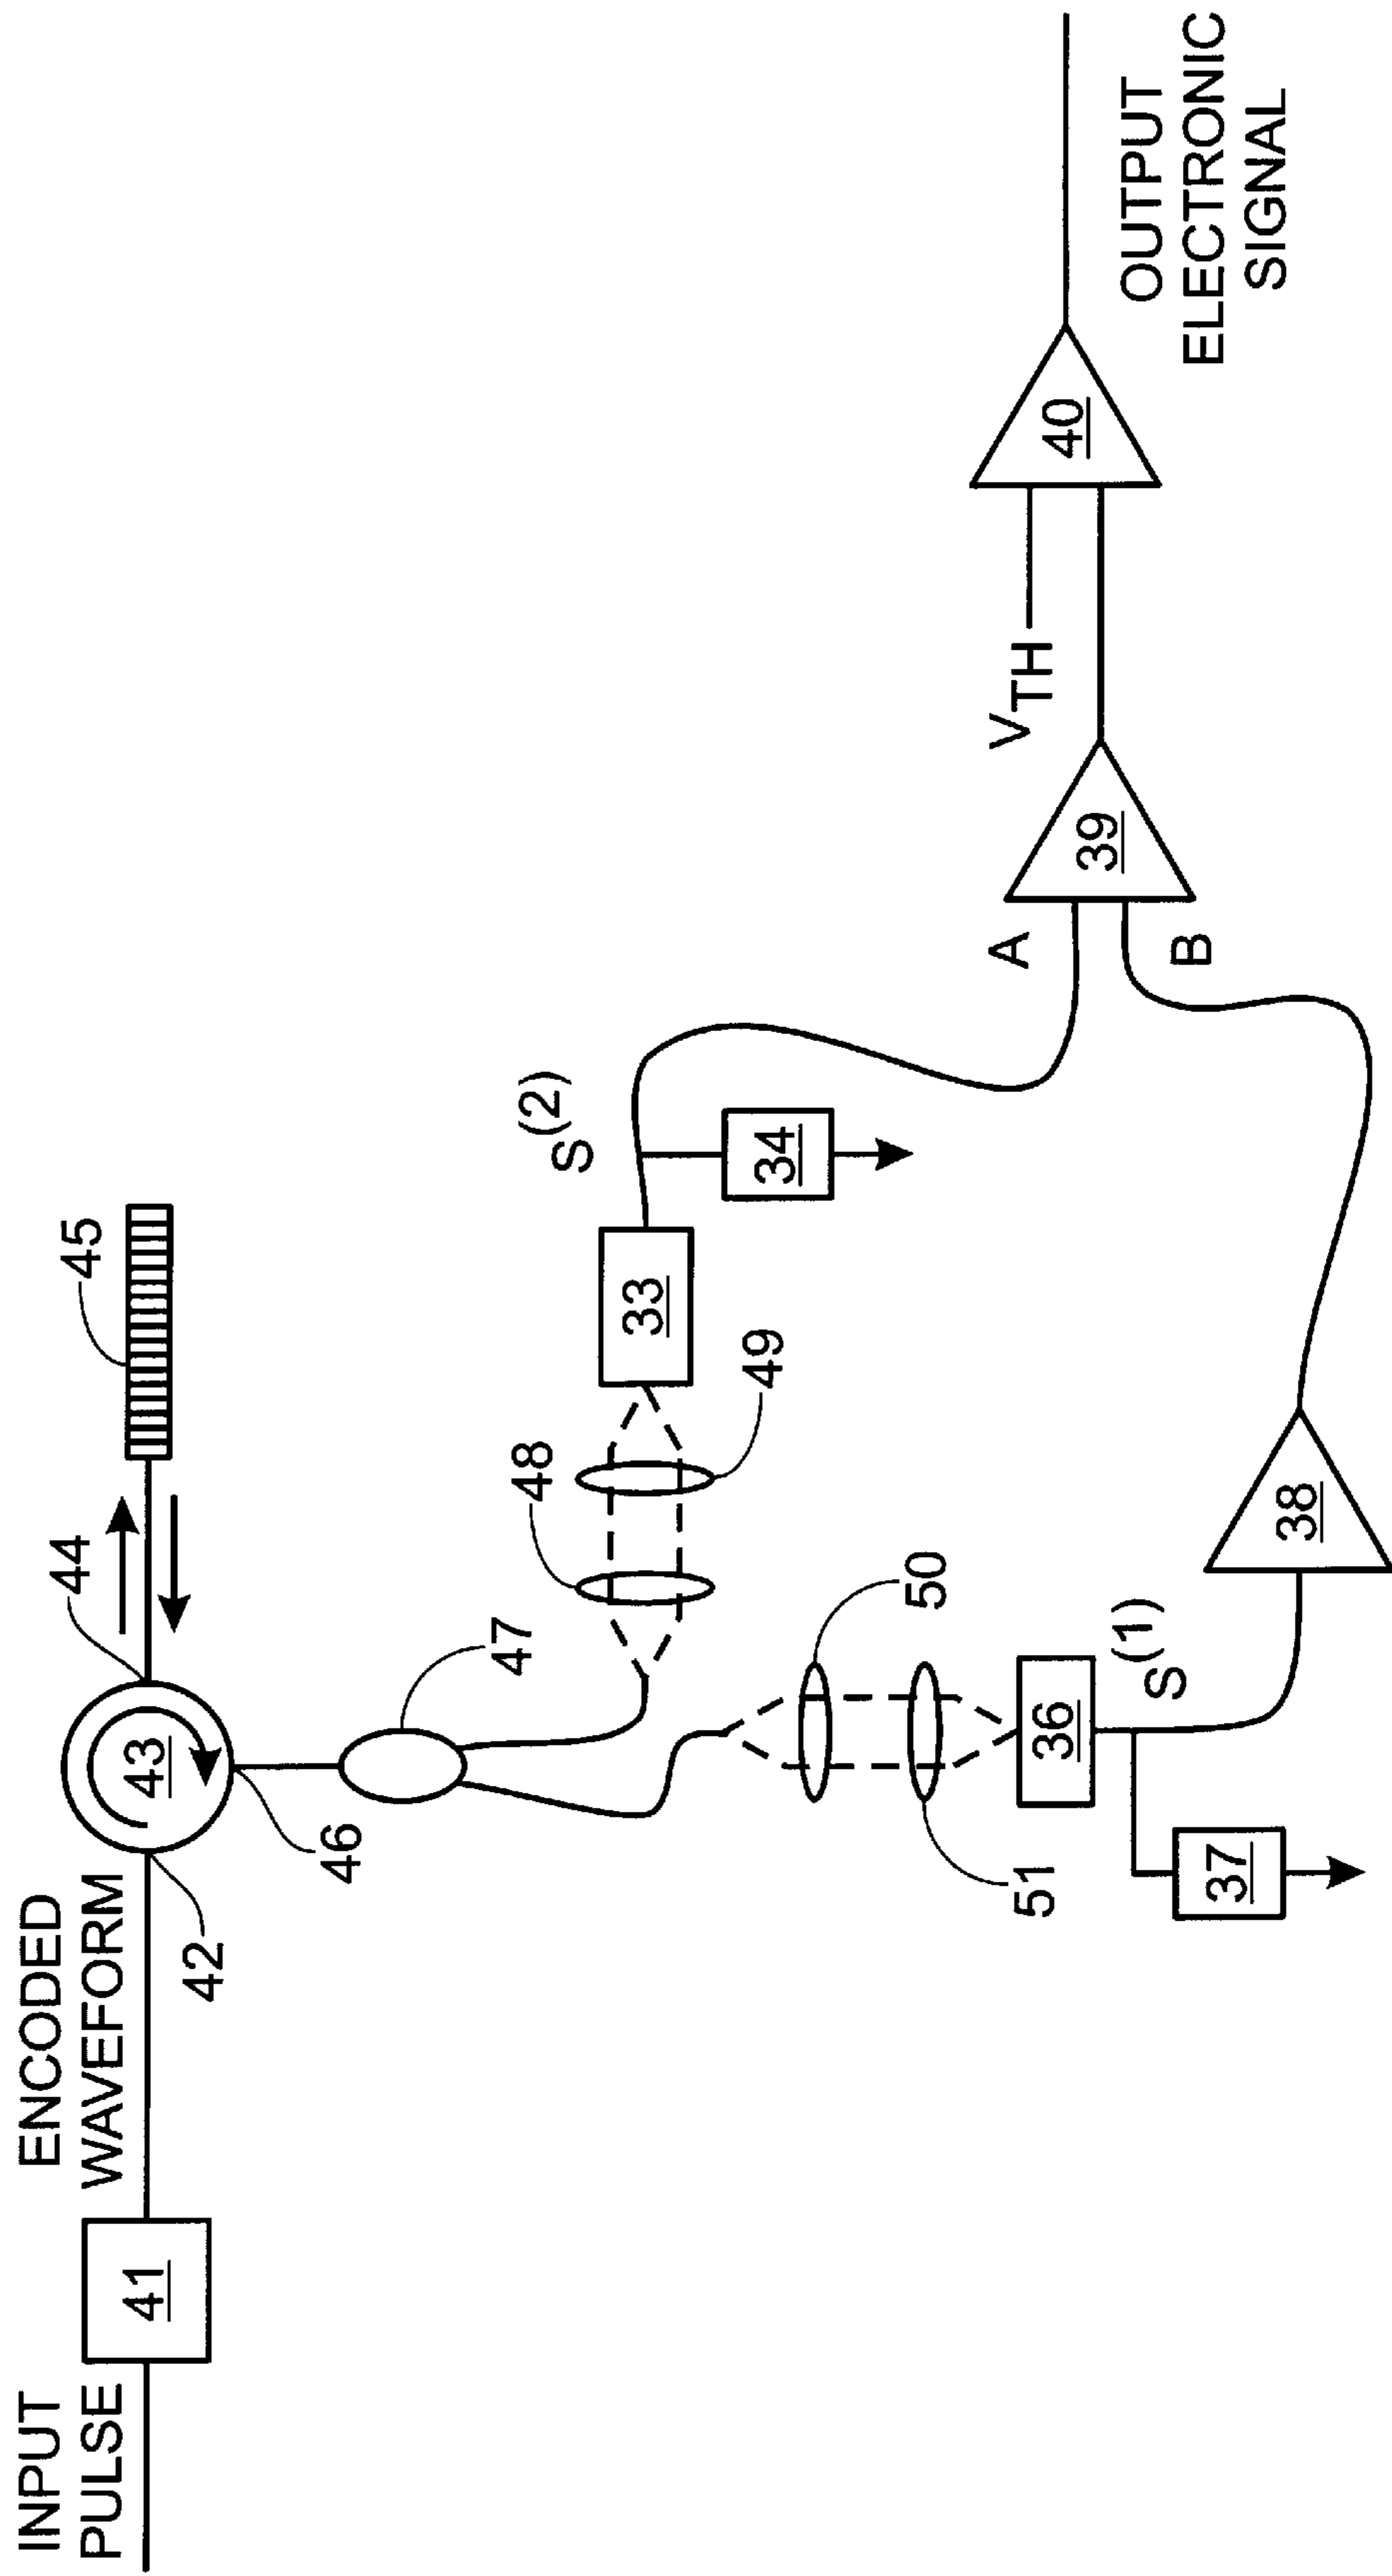 INPUT
PULSE
41
ENCODED
WAVEFORM
42
43
44
45
46
47
48
49
33
S(2)
34
50
51
36
S(1)
37
38
A
B
39
VTH
40
OUTPUT
ELECTRONIC
SIGNAL